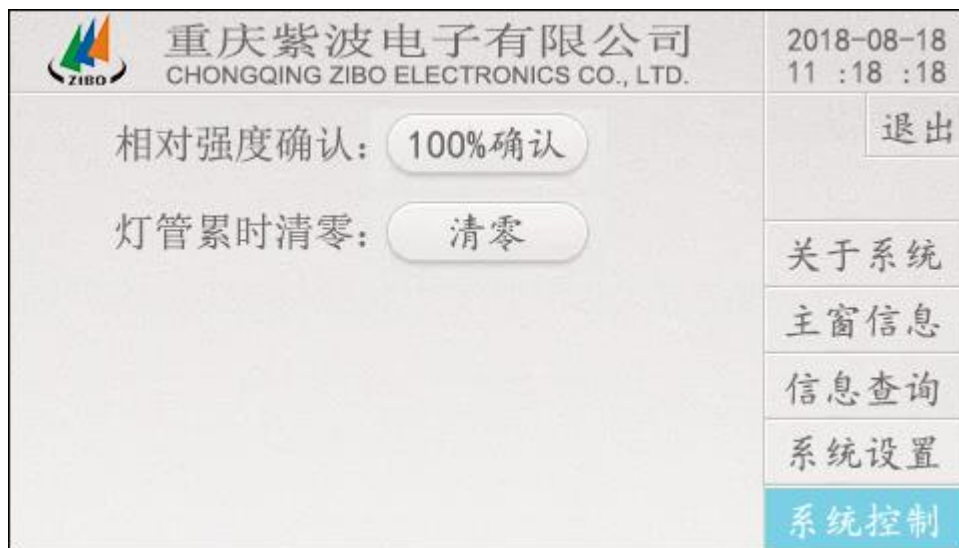 ZIBO
重庆紫波电子有限公司
CHONGQING ZIBO ELECTRONICS CO., LTD.
2018-08-18
11 :18 :18
退出
相对强度确认： 100%确认
灯管累时清零： 清零
关于系统
主窗信息
信息查询
系统设置
系统控制